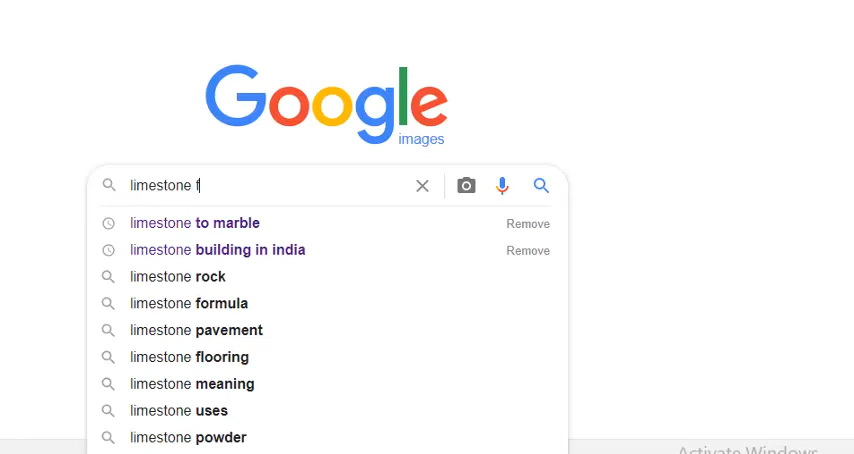 Google
images
limestone f
limestone to marble Remove
limestone building in india Remove
limestone rock
limestone formula
limestone pavement
limestone flooring
limestone meaning
limestone uses
limestone powder
Activate Windows